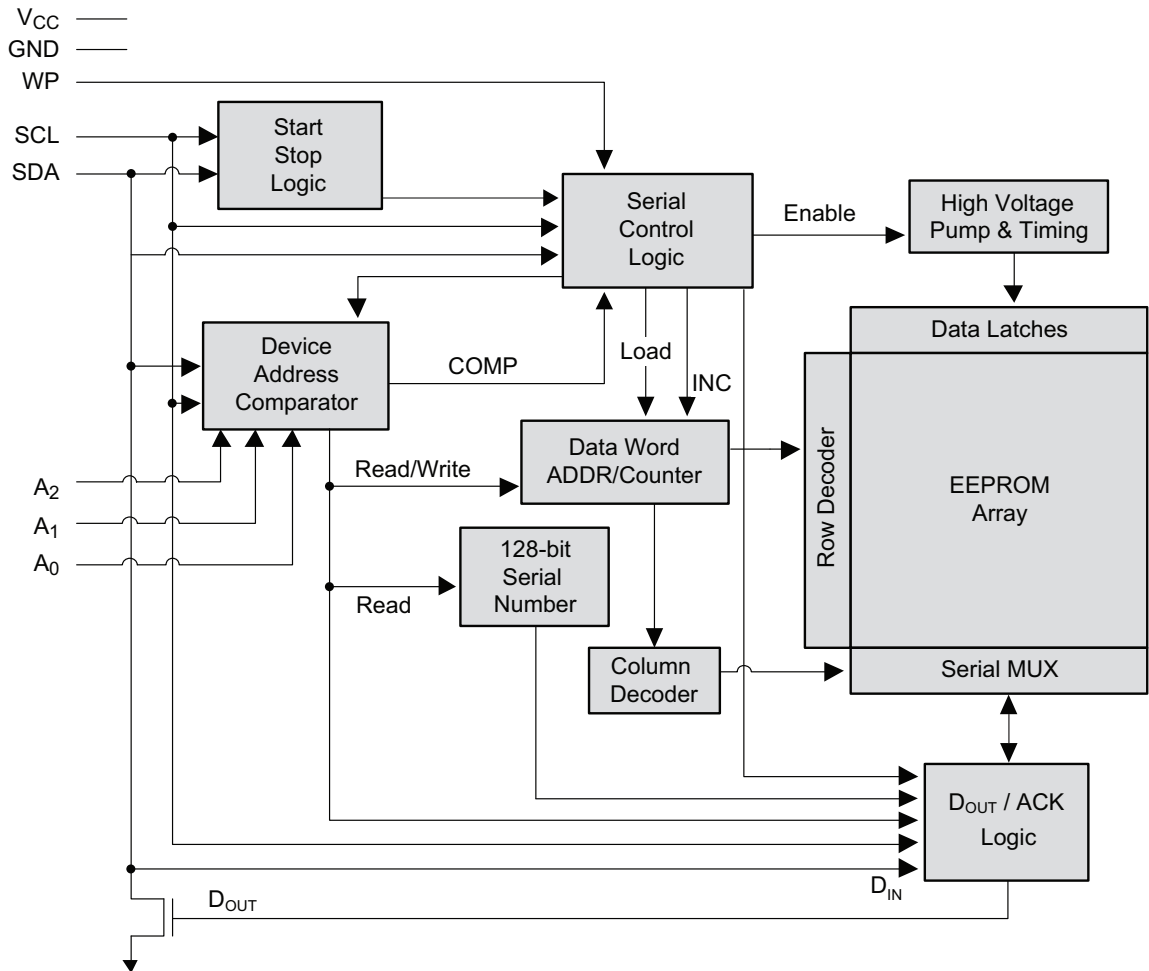 VCC
GND
WP
SCL
SDA
Start
Stop
Logic
Serial
Control
Logic
Enable
High Voltage
Pump & Timing
Data Latches
Device
Address
Comparator
COMP
Load
INC
Row Decoder
EEPROM
Array
Data Word
ADDR/Counter
Read/Write
A2
A1
A0
128-bit
Serial
Number
Read
Column
Decoder
Serial MUX
DOUT / ACK
Logic
DIN
DOUT